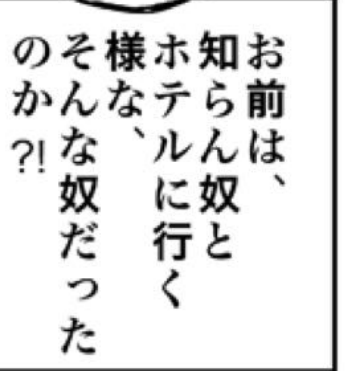 お前は、
知らん奴と
ホテルに行く
様な、
そんな奴だった
のか?!